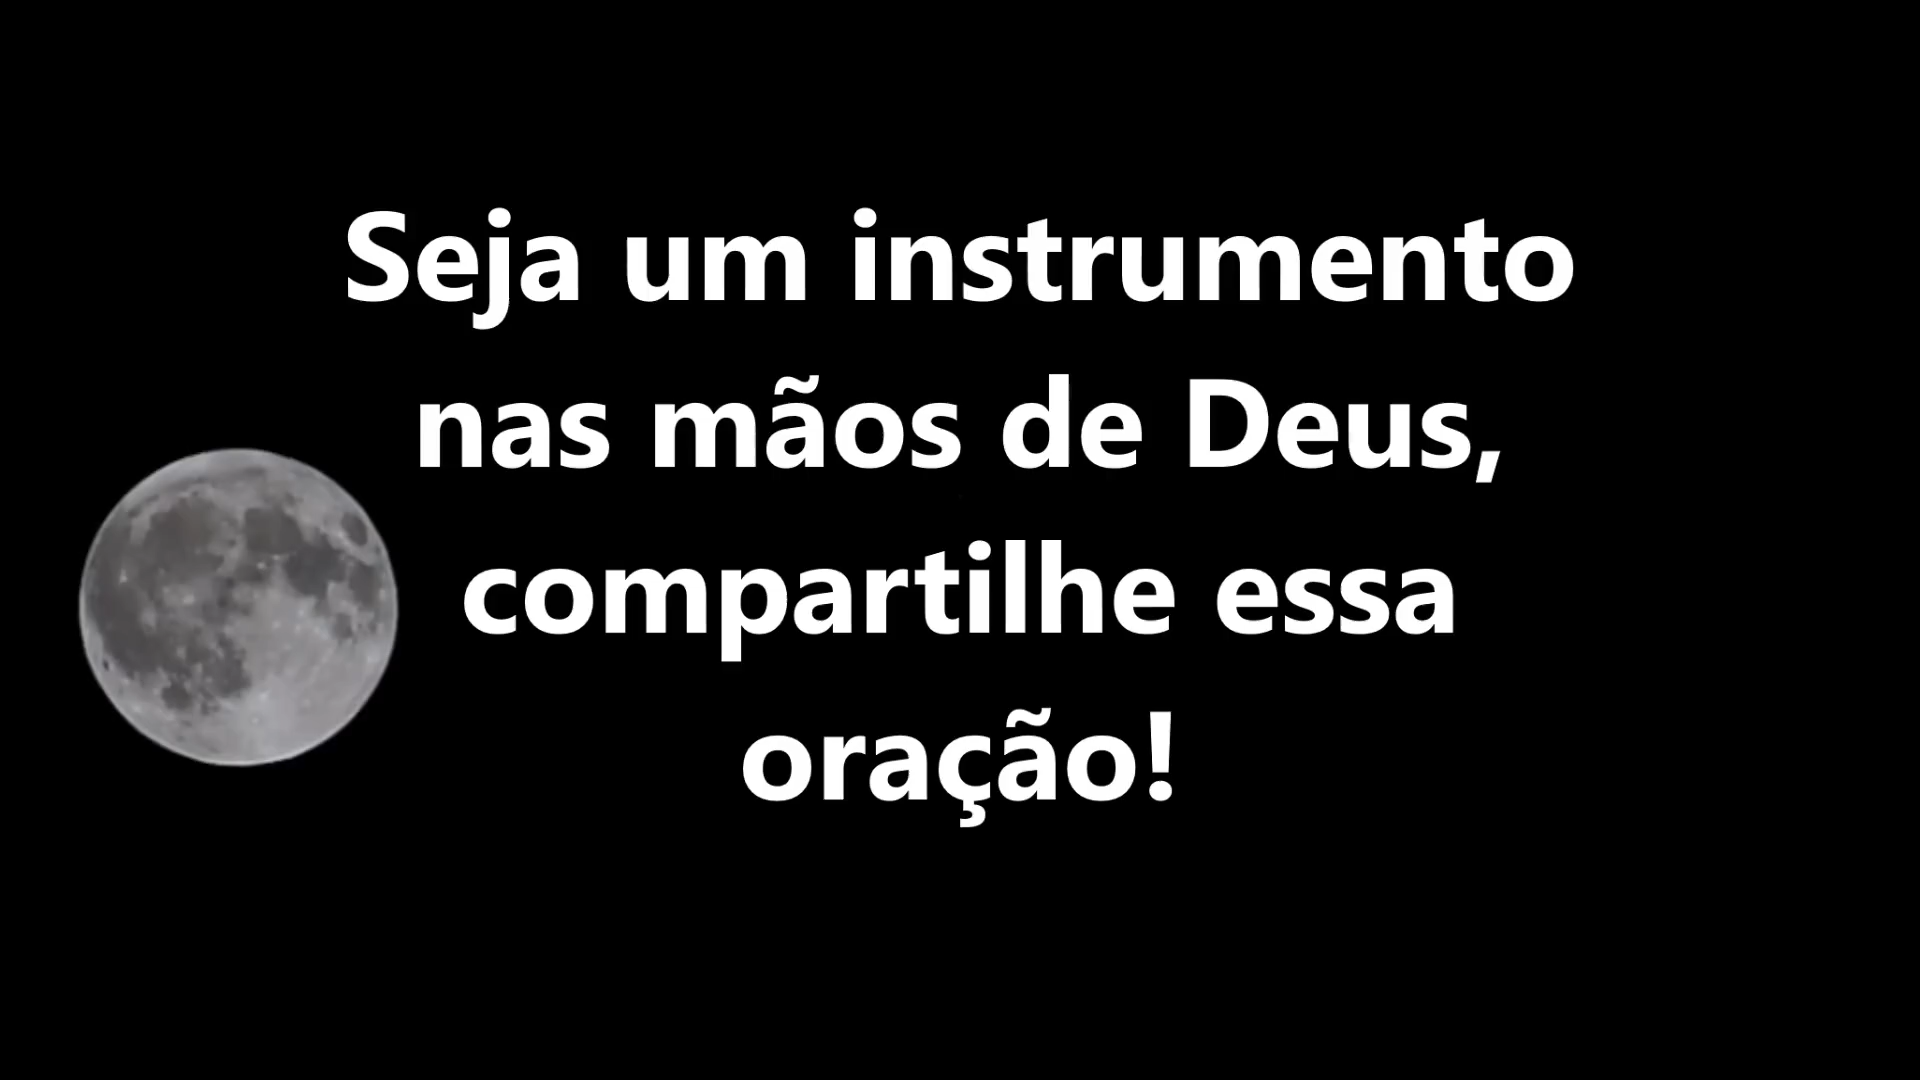 Seja um instrumento
nas mãos de Deus,
compartilhe essa
oração!